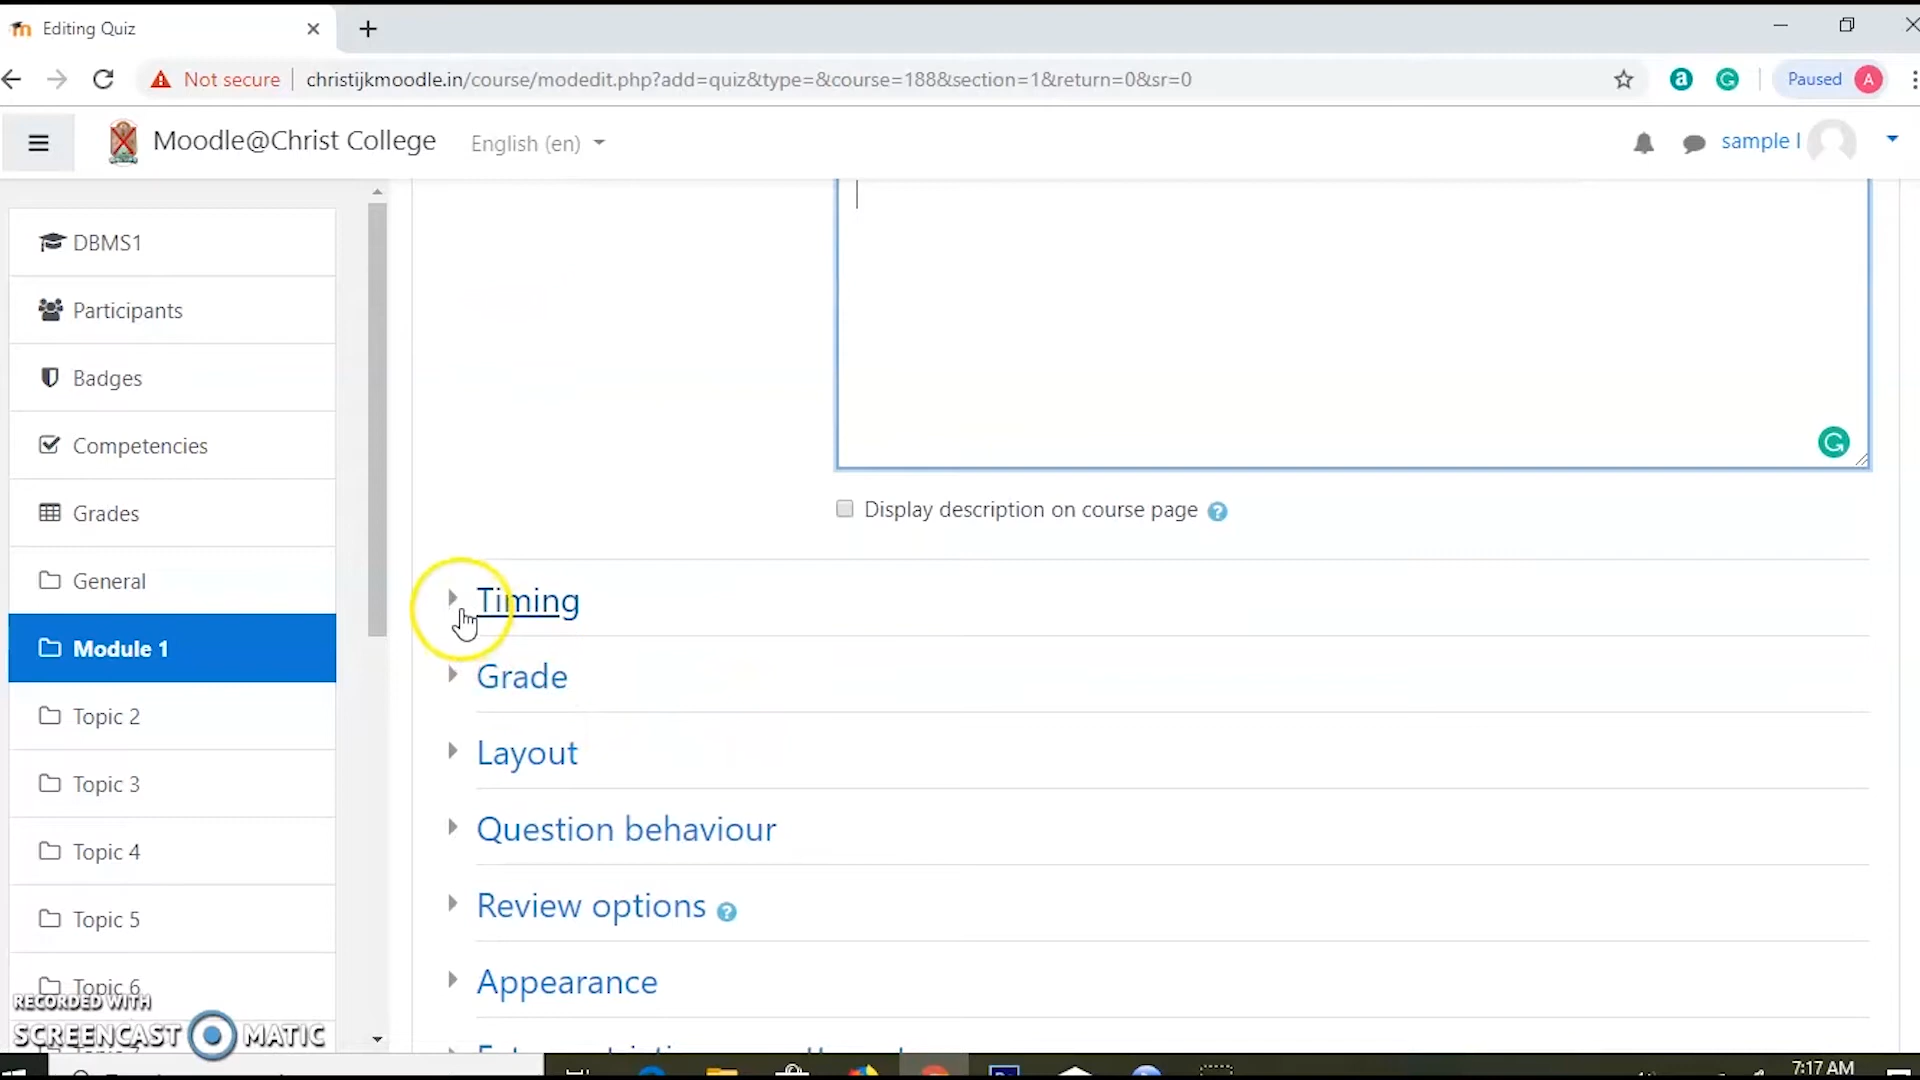 Editing Quiz
Not secure
christijkmoodle.in/course/modedit.php?add=quiz&type=&course=188&section=1&return=0&sr=0
Paused
A
Moodle@Christ College
English (en)
sample l
DBMS1
Participants
Badges
Competencies
Grades
General
Module 1
Topic 2
Topic 3
Topic 4
Topic 5
Topic 6
Display description on course page
Timing
Grade
Layout
Question behaviour
Review options
Appearance
RECORDED WITH
SCREENCAST MATIC
7:17 AM